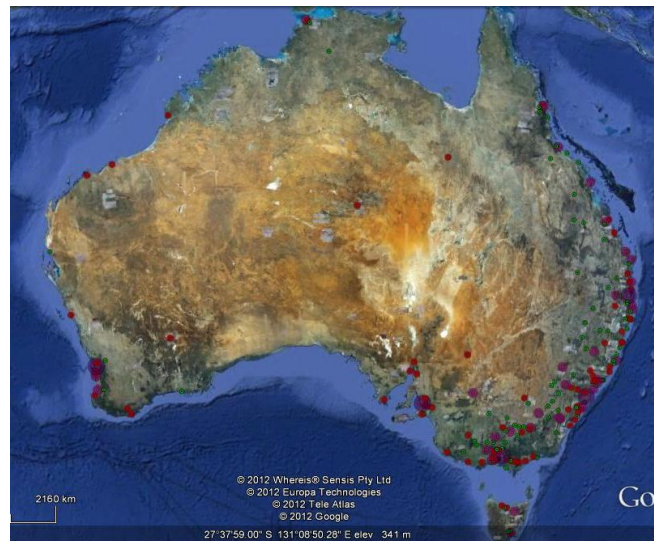 © 2012 Whereis® Sensis Pty Ltd
© 2012 Europa Technologies
© 2012 Tele Atlas
© 2012 Google
2160 km
Go
27°37'59.00" S 131°08'50.28" E elev 341 m